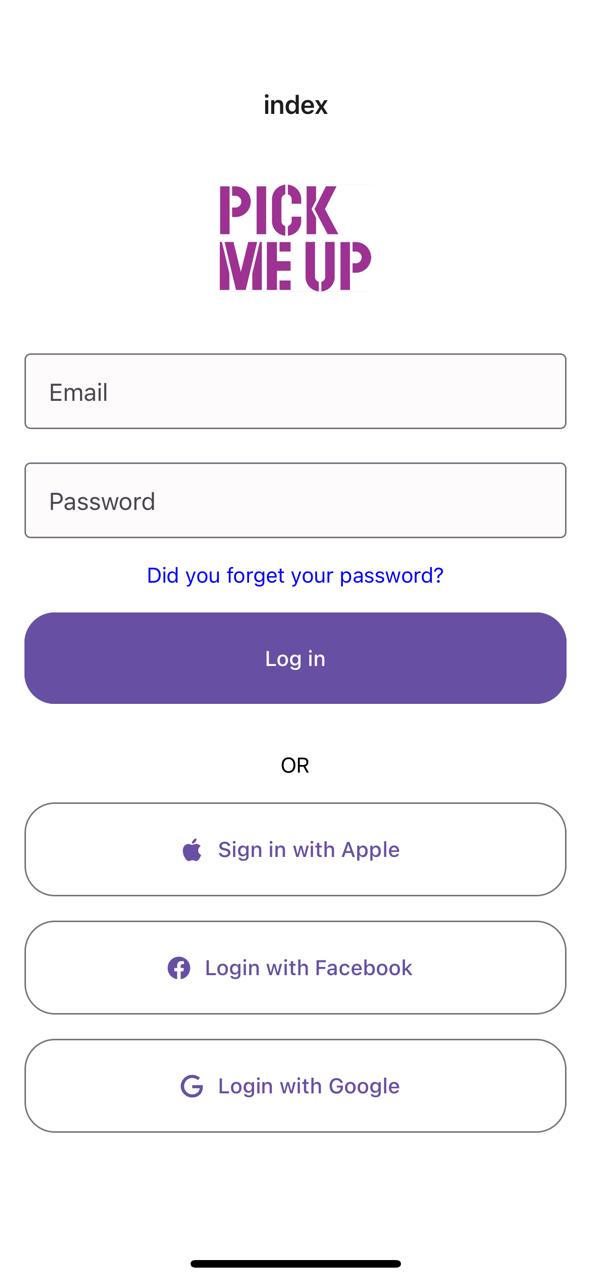 index
PICK
ME UP
Email
Password
Did you forget your password?
Log in
OR
Sign in with Apple
Login with Facebook
Login with Google